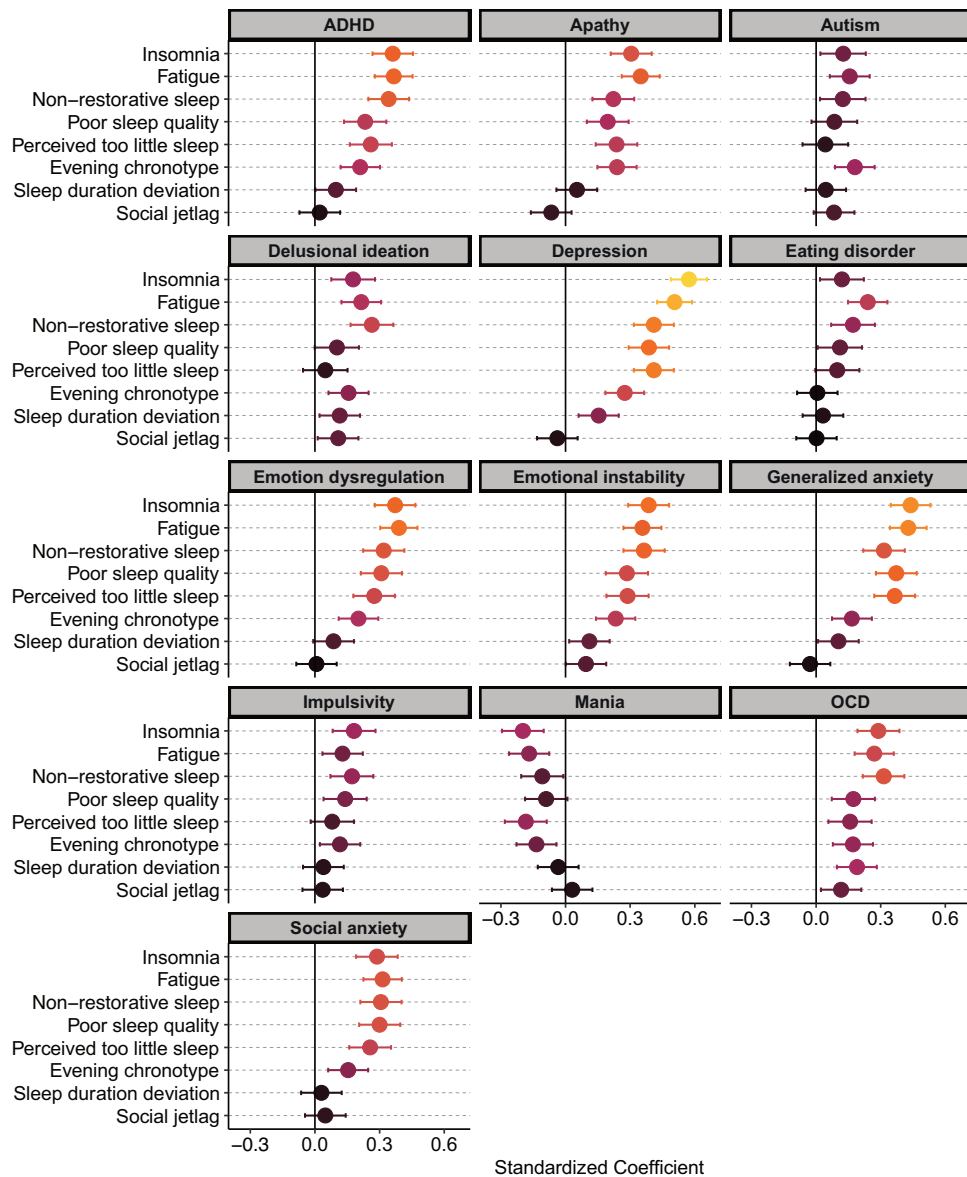 ADHD Apathy Autism
Insomnia
Fatigue
Non−restorative sleep
Poor sleep quality
Perceived too little sleep
Evening chronotype
Sleep duration deviation
Social jetlag
Delusional ideation Depression Eating disorder
Insomnia
Fatigue
Non−restorative sleep
Poor sleep quality
Perceived too little sleep
Evening chronotype
Sleep duration deviation
Social jetlag
Emotion dysregulation Emotional instability Generalized anxiety
Insomnia
Fatigue
Non−restorative sleep
Poor sleep quality
Perceived too little sleep
Evening chronotype
Sleep duration deviation
Social jetlag
Impulsivity Mania OCD
Insomnia
Fatigue
Non−restorative sleep
Poor sleep quality
Perceived too little sleep
Evening chronotype
Sleep duration deviation
Social jetlag
−0.3 0.0 0.3 0.6 −0.3 0.0 0.3 0.6
Social anxiety
Insomnia
Fatigue
Non−restorative sleep
Poor sleep quality
Perceived too little sleep
Evening chronotype
Sleep duration deviation
Social jetlag
−0.3 0.0 0.3 0.6
Standardized Coefficient